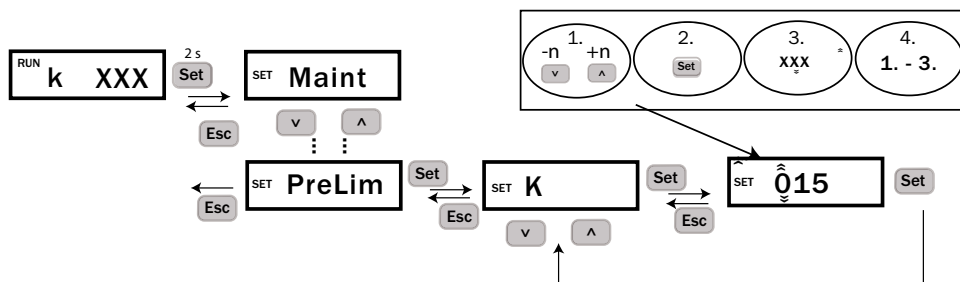 1.
2.
3.
4.
-n +n
v ^
Set
XXX
1. - 3.
RUN k XXX
2 s
Set
Esc
SET Maint
v ^
SET PreLim
Esc
Set
Esc
SET K
v ^
Set
Esc
SET 015
Set